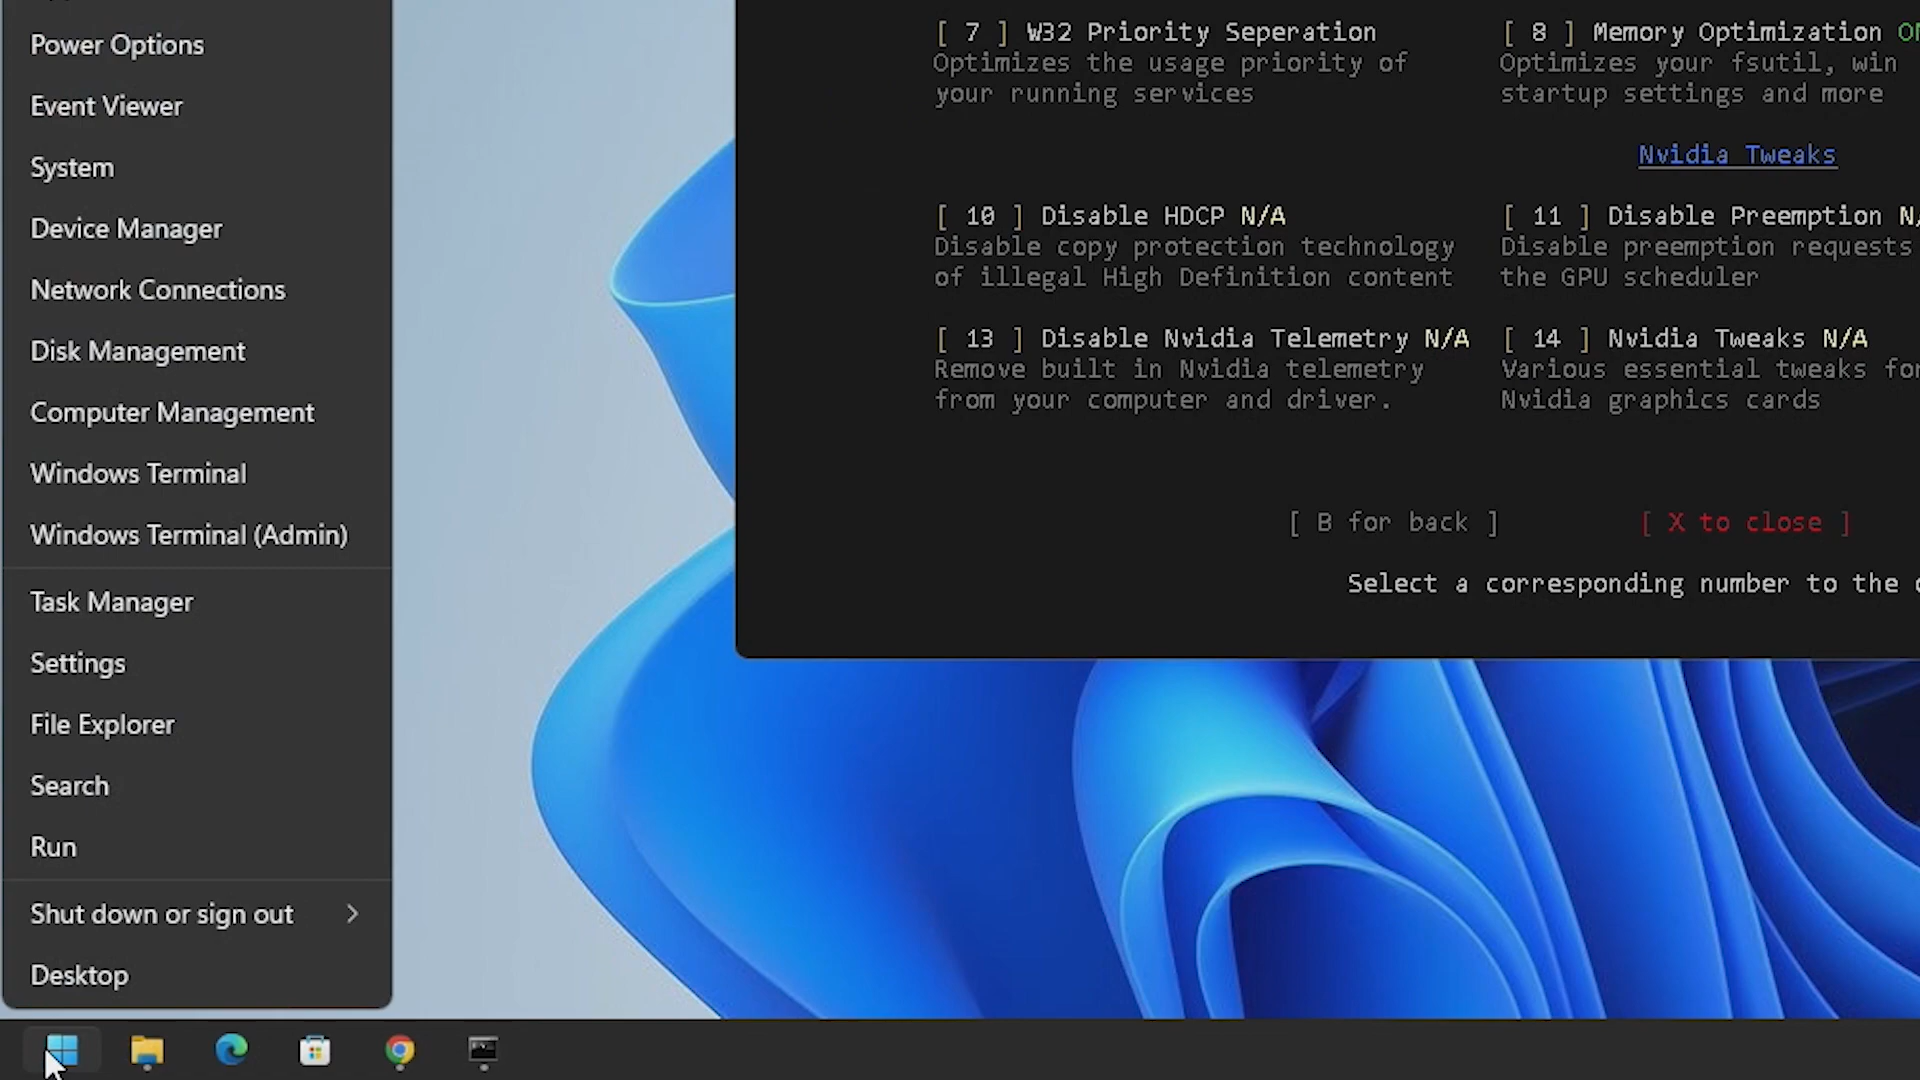 Power Options
Event Viewer
System
Device Manager
Network Connections
Disk Management
Computer Management
Windows Terminal
Windows Terminal (Admin)
Task Manager
Settings
File Explorer
Search
Run
Shut down or sign out
Desktop
[ 7 ] W32 Priority Seperation
Optimizes the usage priority of
your running services
[ 8 ] Memory Optimization
Optimizes your fsutil, win
startup settings and more
Nvidia Tweaks
[ 10 ] Disable HDCP N/A
Disable copy protection technology
of illegal High Definition content
[ 11 ] Disable Preemption
Disable preemption requests
the GPU scheduler
[ 13 ] Disable Nvidia Telemetry N/A
Remove built in Nvidia telemetry
from your computer and driver.
[ 14 ] Nvidia Tweaks N/A
Various essential tweaks
Nvidia graphics cards
[ B for back ]
[ X to close ]
Select a corresponding number to the